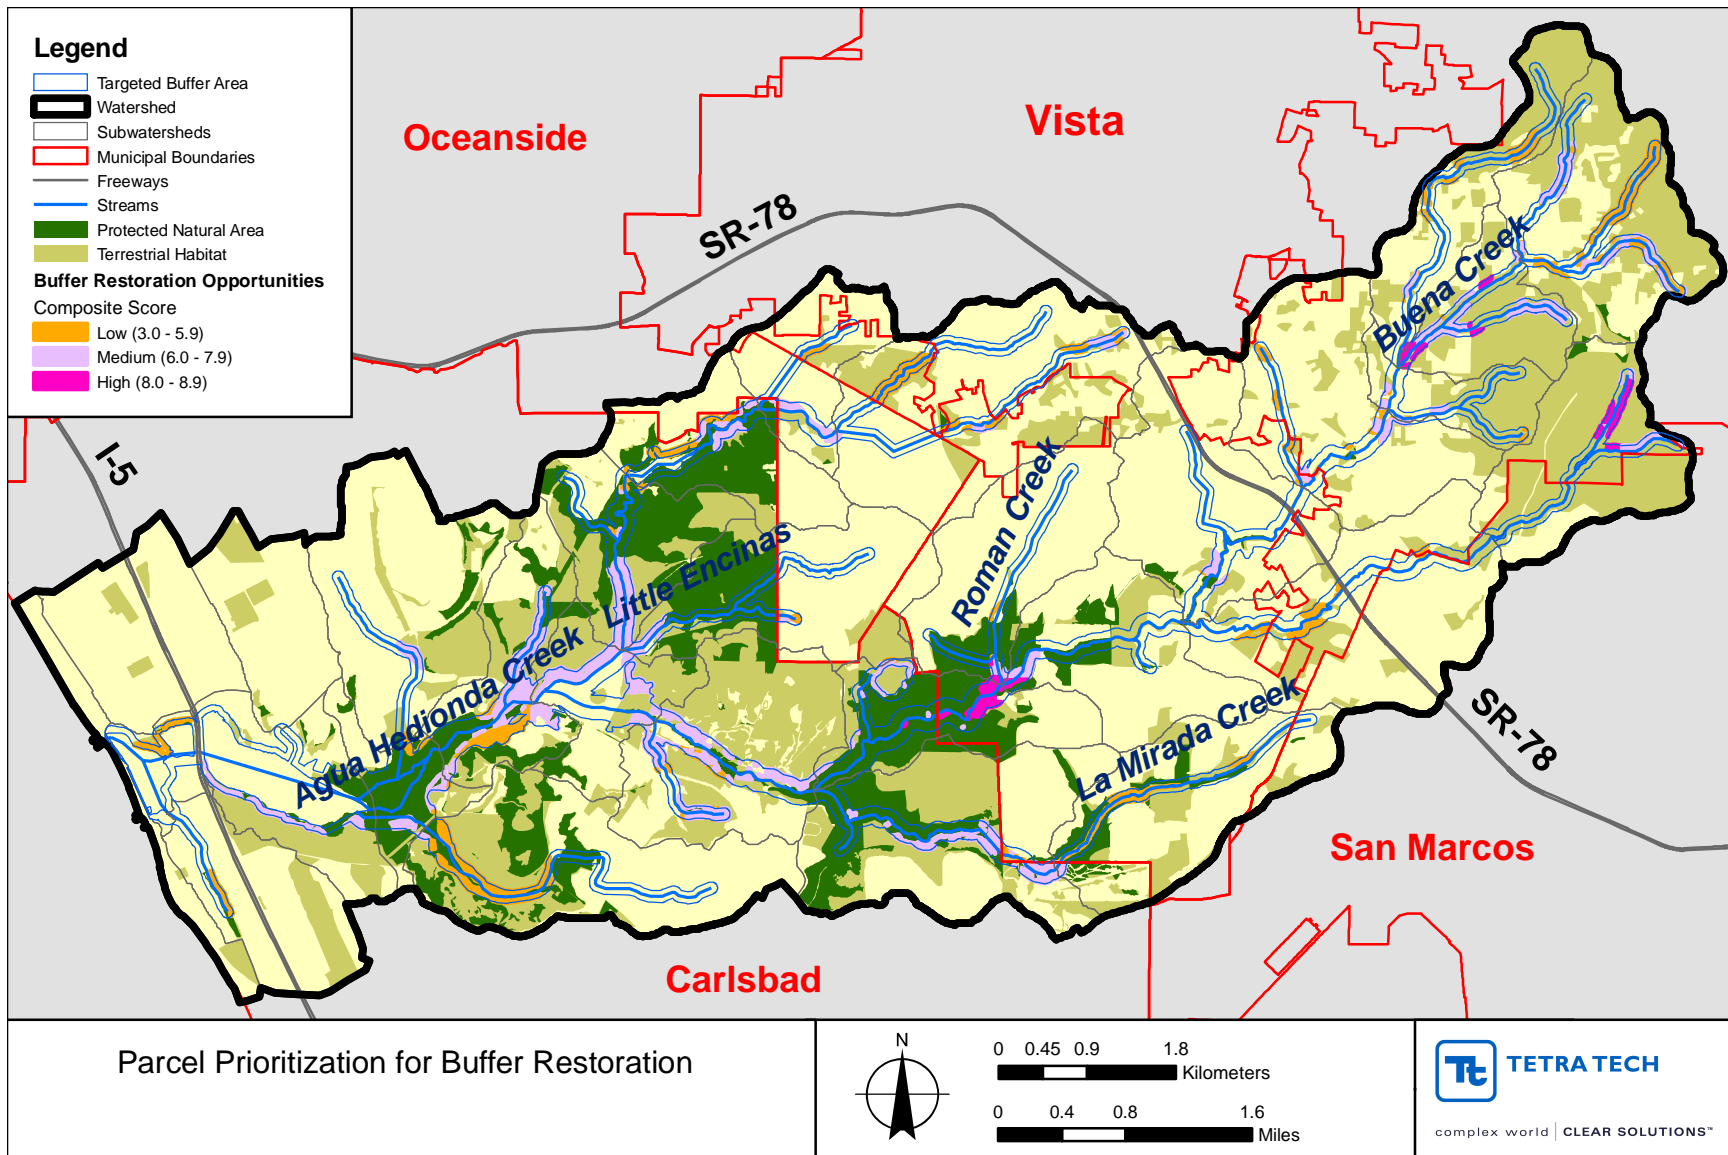 Legend
Targeted Buffer Area
Watershed
Subwatersheds
Municipal Boundaries
Freeways
Streams
Protected Natural Area
Terrestrial Habitat
Buffer Restoration Opportunities
Composite Score
Low (3.0 - 5.9)
Medium (6.0 - 7.9)
High (8.0 - 8.9)
Oceanside
Vista
SR-78
Buena Creek
I-5
Roman Creek
Little Encinas
Agua Hedionda Creek
La Mirada Creek
SR-78
San Marcos
Carlsbad
Parcel Prioritization for Buffer Restoration
N
0 0.45 0.9 1.8
Kilometers
0 0.4 0.8 1.6
Miles
Tt
TETRA TECH
complex world | CLEAR SOLUTIONS™